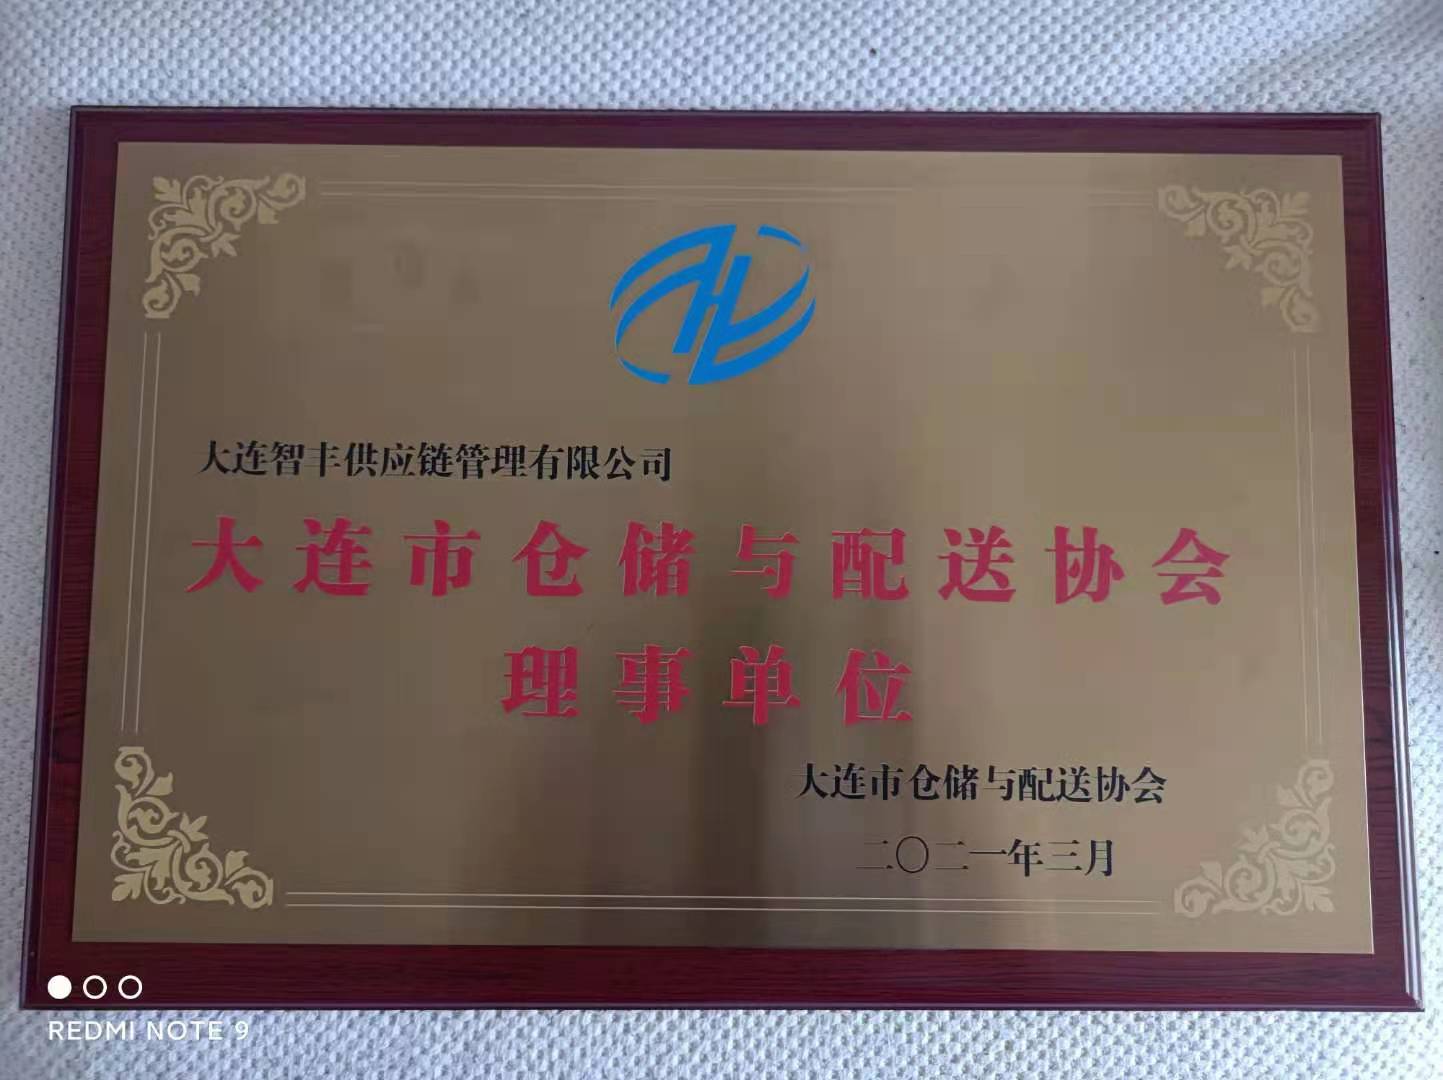 大连智丰供应链管理有限公司
大连市仓储与配送协会
理事单位
大连市仓储与配送协会
二〇二一年三月
REDMI NOTE 9